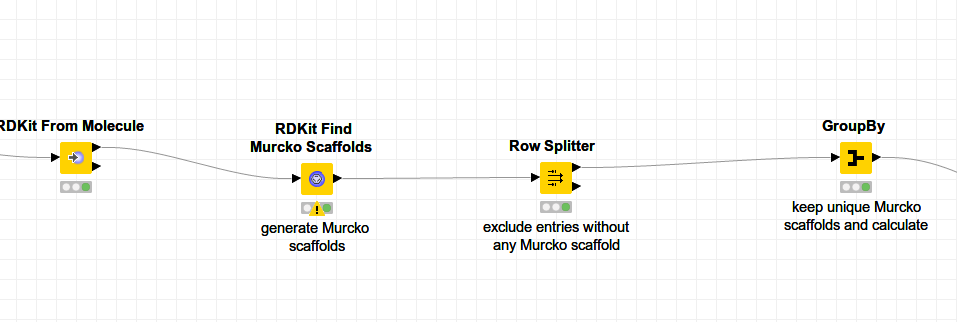 RDKit From Molecule
RDKit Find
Murcko Scaffolds
generate Murcko
scaffolds
Row Splitter
exclude entries without
any Murcko scaffold
GroupBy
keep unique Murcko
scaffolds and calculate